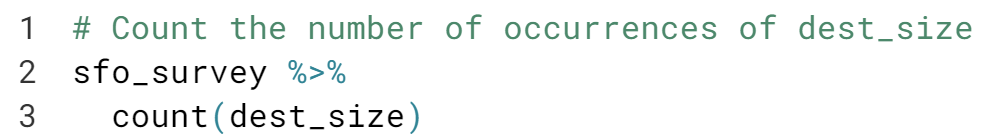 1 # Count the number of occurrences of dest_size
2 sfo_survey %>%
3   count(dest_size)